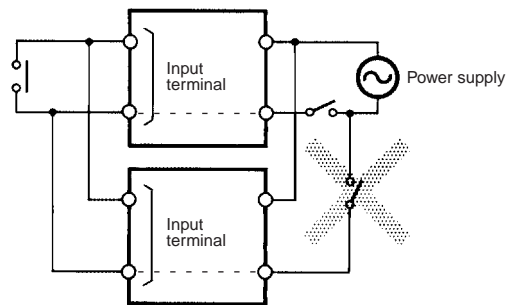 Input
terminal
Power supply
Input
terminal